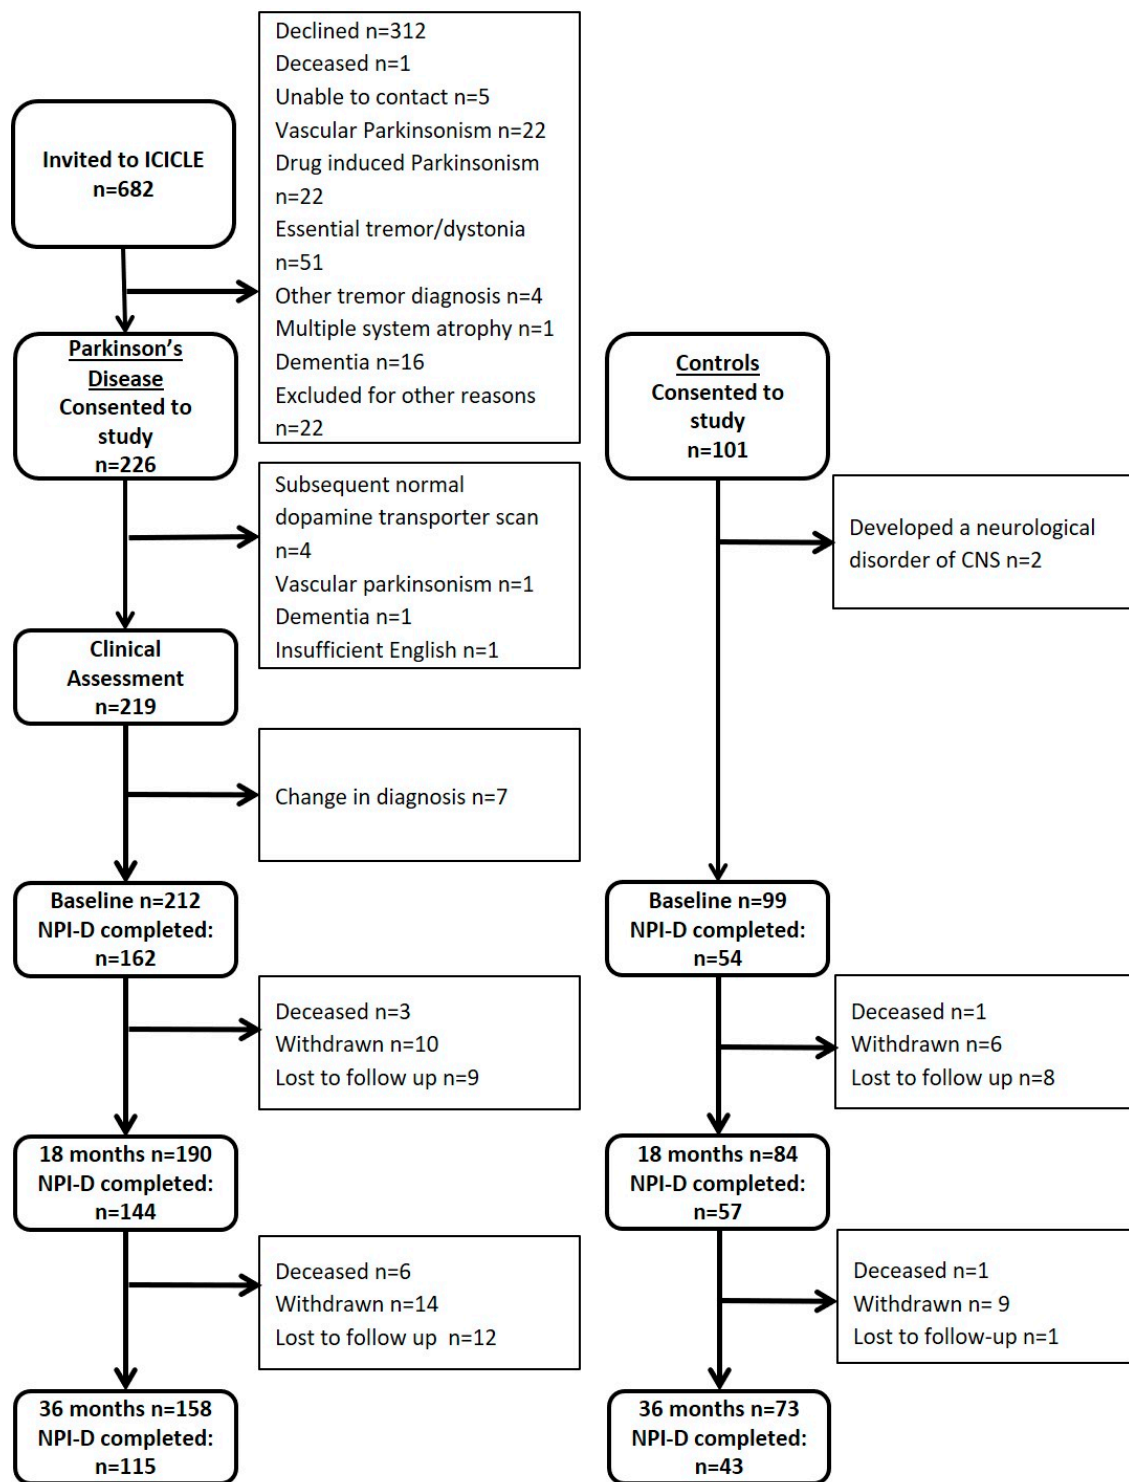 Invited to ICICLE
n=682
Declined n=312
Deceased n=1
Unable to contact n=5
Vascular Parkinsonism n=22
Drug induced Parkinsonism
n=22
Essential tremor/dystonia
n=51
Other tremor diagnosis n=4
Multiple system atrophy n=1
Dementia n=16
Excluded for other reasons
n=22
Parkinson's
Disease
Consented to
study
n=226
Subsequent normal
dopamine transporter scan
n=4
Vascular parkinsonism n=1
Dementia n=1
Insufficient English n=1
Clinical
Assessment
n=219
Change in diagnosis n=7
Baseline n=212
NPI-D completed:
n=162
Deceased n=3
Withdrawn n=10
Lost to follow up n=9
18 months n=190
NPI-D completed:
n=144
Deceased n=6
Withdrawn n=14
Lost to follow up  n=12
36 months n=158
NPI-D completed:
n=115
Controls
Consented to
study
n=101
Developed a neurological
disorder of CNS n=2
Baseline n=99
NPI-D completed:
n=54
Deceased n=1
Withdrawn n=6
Lost to follow up n=8
18 months n=84
NPI-D completed:
n=57
Deceased n=1
Withdrawn n= 9
Lost to follow-up n=1
36 months n=73
NPI-D completed:
n=43